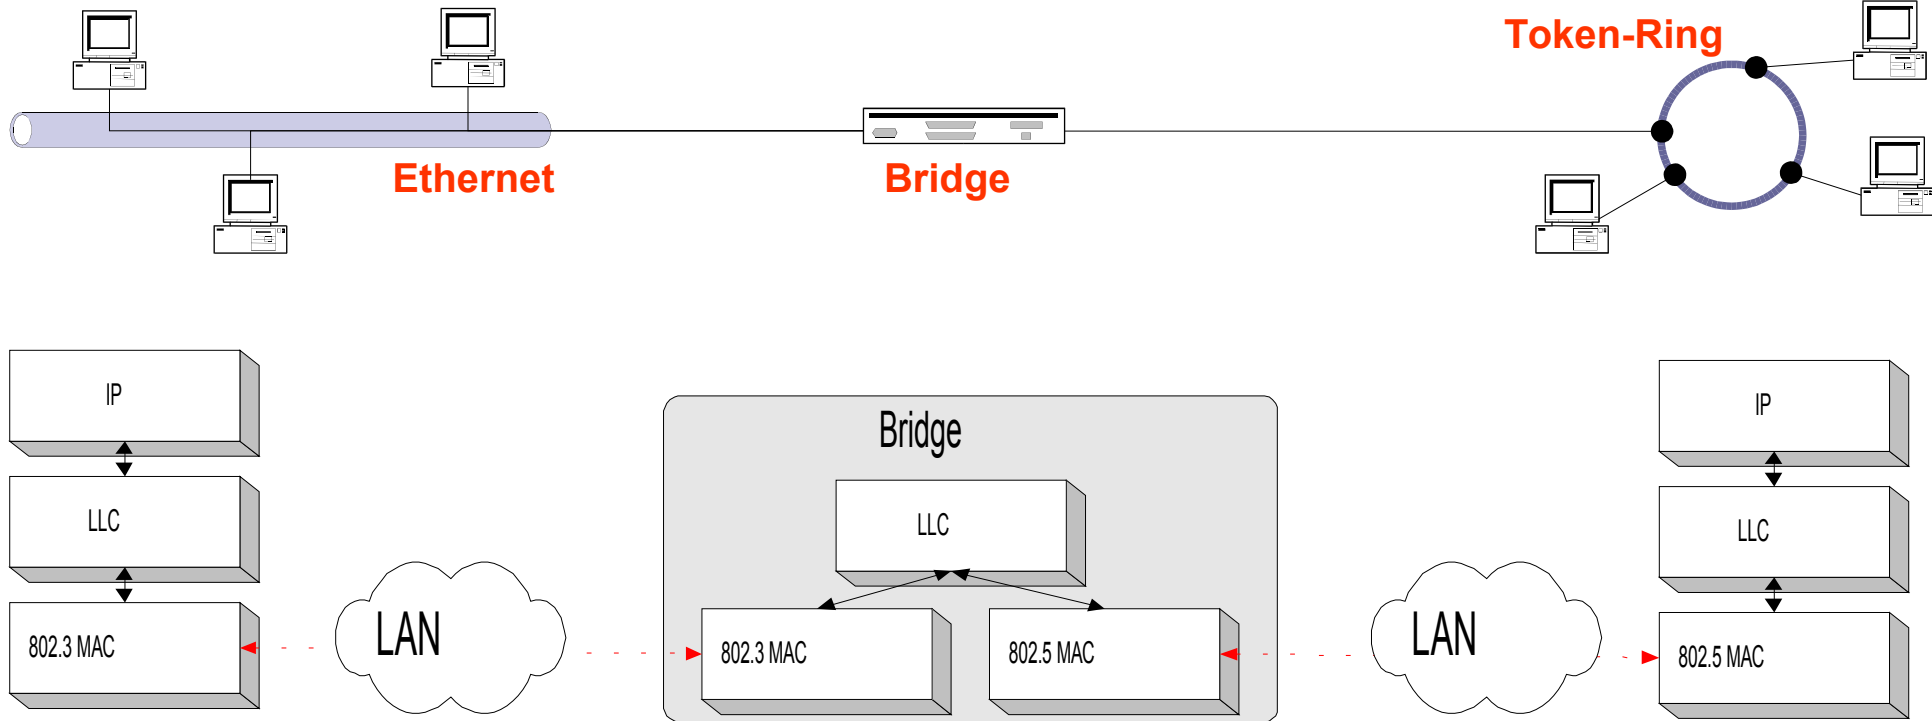 Token-Ring
Ethernet
Bridge
IP
LLC
802.3 MAC
LAN
Bridge
LLC
802.3 MAC
802.5 MAC
LAN
IP
LLC
802.5 MAC